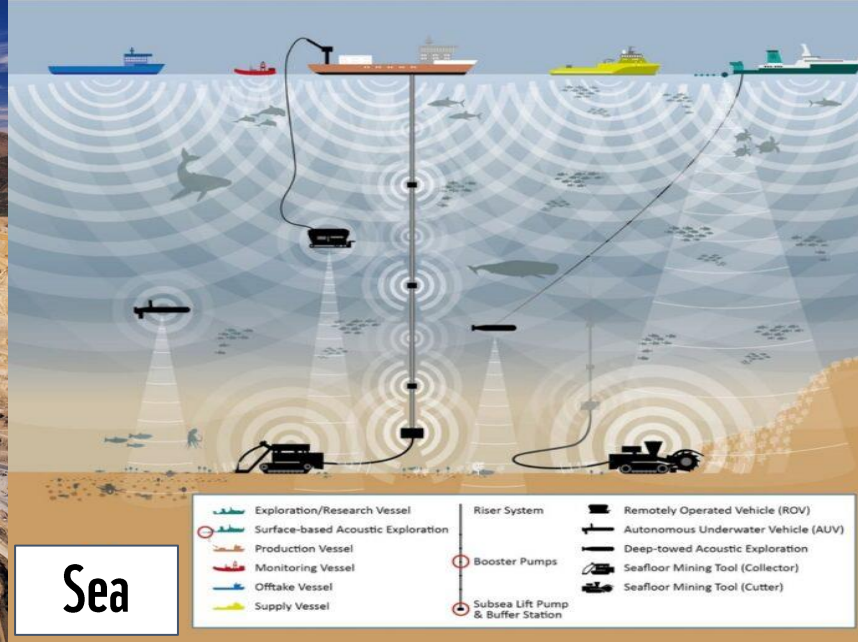 Exploration/Research Vessel
Surface-based Acoustic Exploration
Production Vessel
Monitoring Vessel
Offtake Vessel
Supply Vessel
Riser System
Booster Pumps
Subsea Lift Pump
& Buffer Station
Remotely Operated Vehicle (ROV)
Autonomous Underwater Vehicle (AUV)
Deep-towed Acoustic Exploration
Seafloor Mining Tool (Collector)
Seafloor Mining Tool (Cutter)
Sea